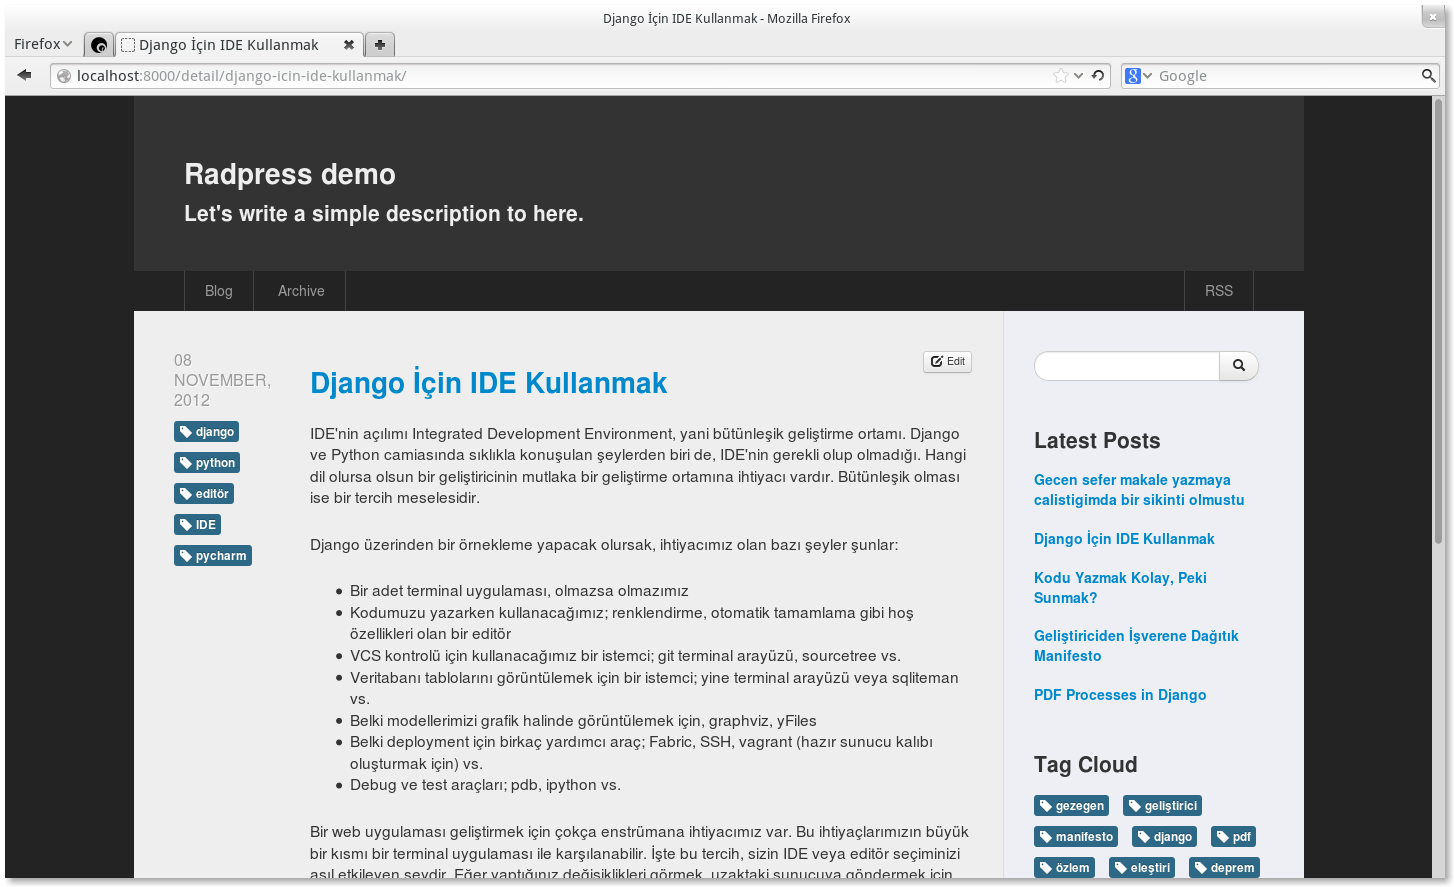 Django İçin IDE Kullanmak - Mozilla Firefox
Firefox
Django İçin IDE Kullanmak
localhost:8000/detail/django-icin-ide-kullanmak/
Google
Radpress demo
Let's write a simple description to here.
Blog
Archive
RSS
08
NOVEMBER,
2012
django
python
editör
IDE
pycharm
Edit
Django İçin IDE Kullanmak
IDE'nin açılımı Integrated Development Environment, yani bütünleşik geliştirme ortamı. Django
ve Python camiasında sıklıkla konuşulan şeylerden biri de, IDE'nin gerekli olup olmadığı. Hangi
dil olursa olsun bir geliştiricinin mutlaka bir geliştirme ortamına ihtiyacı vardır. Bütünleşik olması
ise bir tercih meselesidir.
Django üzerinden bir örnekleme yapacak olursak, ihtiyacımız olan bazı şeyler şunlar:
Bir adet terminal uygulaması, olmazsa olmazımız
Kodumuzu yazarken kullanacağımız; renklendirme, otomatik tamamlama gibi hoş
özellikleri olan bir editör
VCS kontrolü için kullanacağımız bir istemci; git terminal arayüzü, sourcetree vs.
Veritabanı tablolarını görüntülemek için bir istemci; yine terminal arayüzü veya sqliteman
vs.
Belki modellerimizi grafik halinde görüntülemek için, graphviz, yFiles
Belki deployment için birkaç yardımcı araç; Fabric, SSH, vagrant (hazır sunucu kalıbı
oluşturmak için) vs.
Debug ve test araçları; pdb, ipython vs.
Bir web uygulaması geliştirmek için çokça enstrümana ihtiyacımız var. Bu ihtiyaçlarımızın büyük
bir kısmı bir terminal uygulaması ile karşılanabilir. İşte bu tercih, sizin IDE veya editör seçiminizi
asıl etkileyen şeydir. Eğer yaptığınız değişiklikleri görmek, uzaktaki sunucuya göndermek için
Latest Posts
Gecen sefer makale yazmaya
calistigimda bir sikinti olmustu
Django İçin IDE Kullanmak
Kodu Yazmak Kolay, Peki
Sunmak?
Geliştiriciden İşverene Dağıtık
Manifesto
PDF Processes in Django
Tag Cloud
gezegen geliştirici
manifesto django pdf
özlem eleştiri deprem